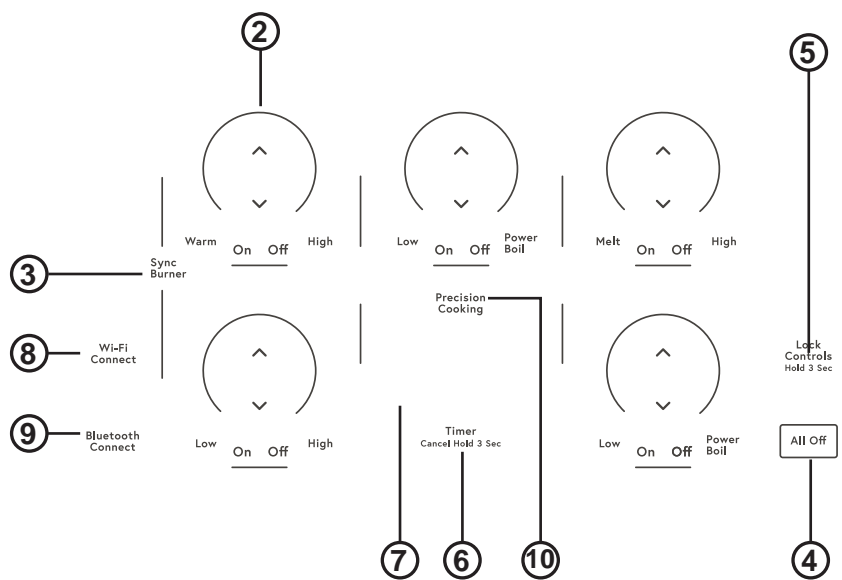 2
5
Warm On Off High
Low On Off Power
Boil
Melt On Off High
3
Sync
Burner
Precision
Cooking
8
Wi-Fi
Connect
Lock
Controls
Hold 3 Sec
9
Bluetooth
Connect
Low On Off High
Timer
Cancel Hold 3 Sec
Low On Off Power
Boil
All Off
7
6
10
4